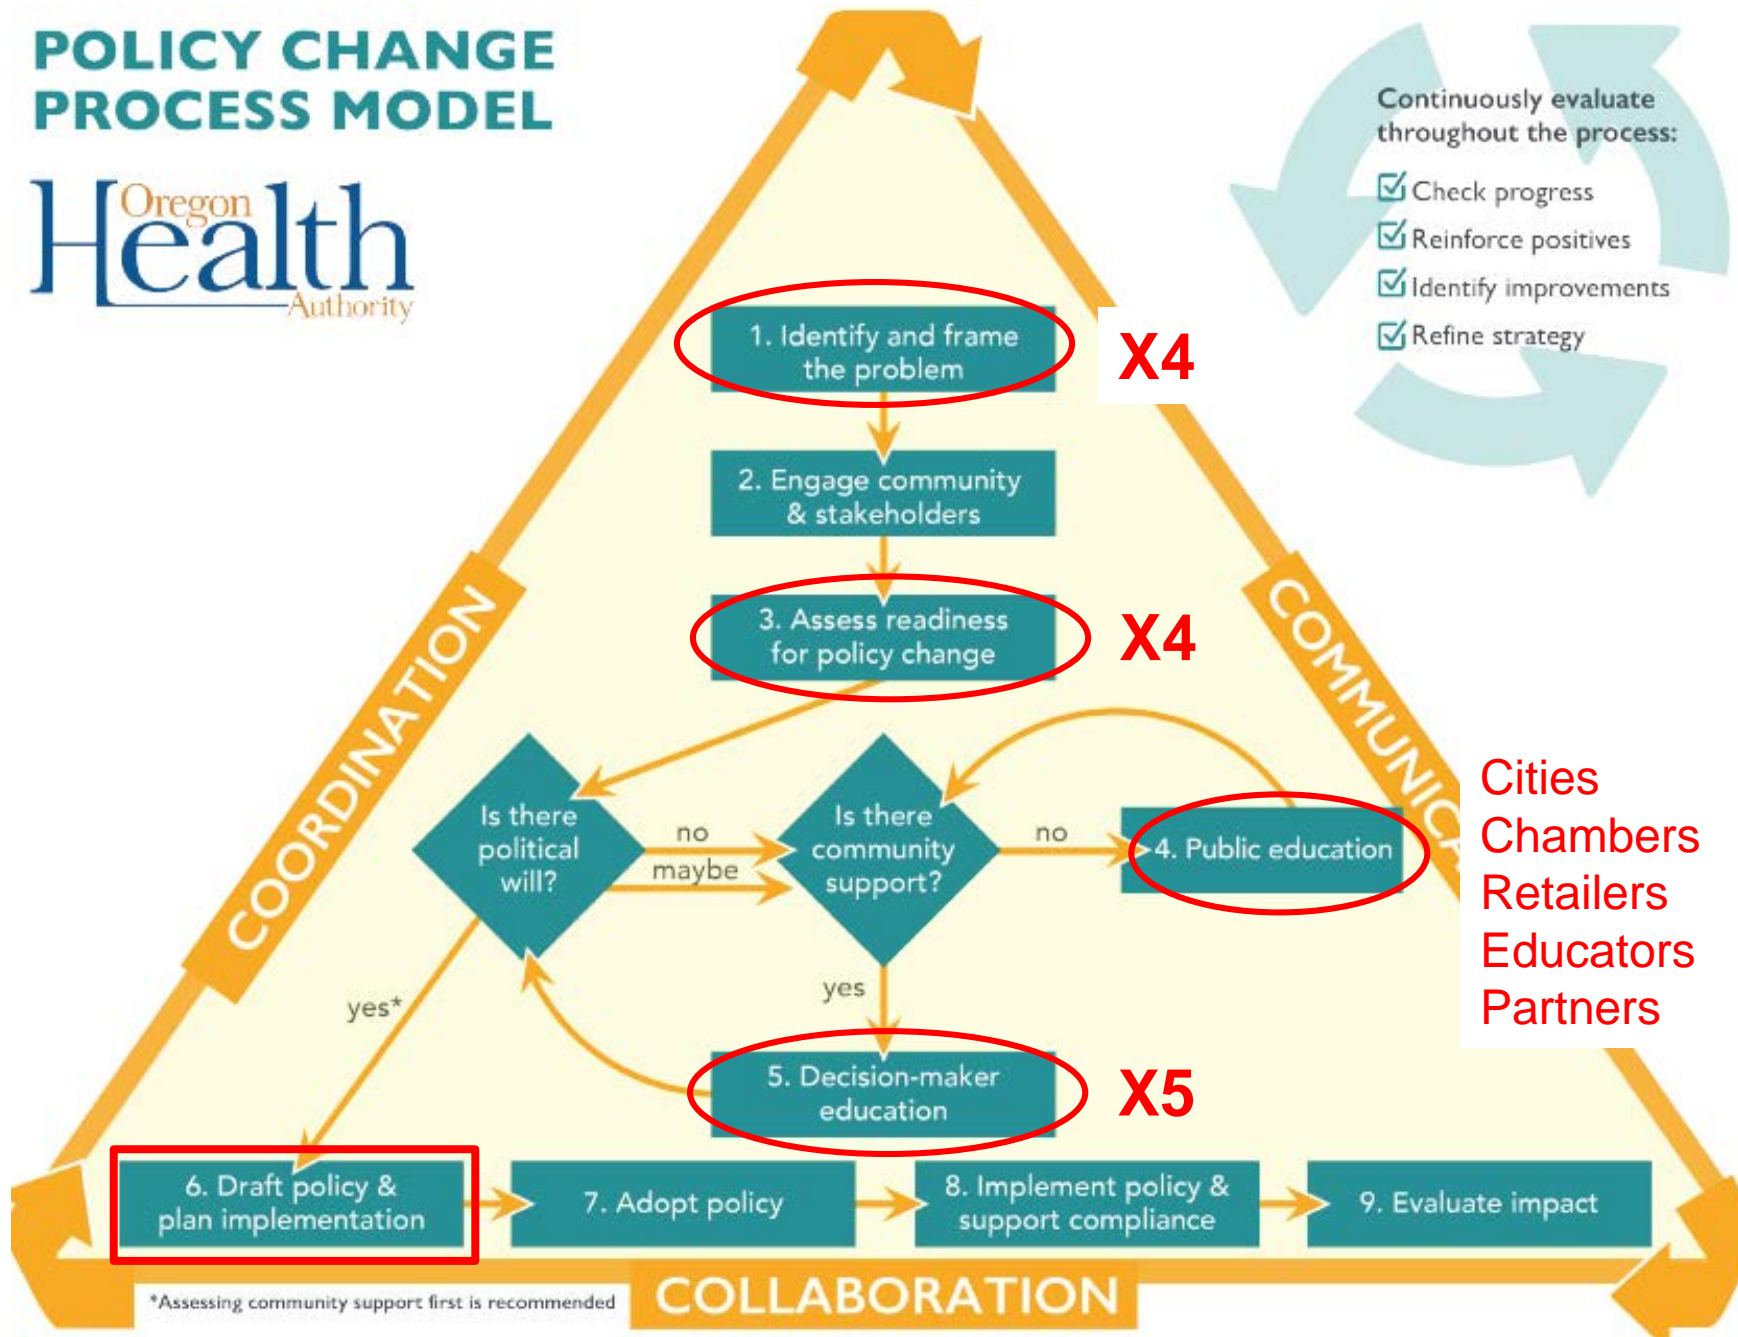 POLICY CHANGE
PROCESS MODEL
Oregon
Health
Authority
Continuously evaluate
throughout the process:
Check progress
Reinforce positives
Identify improvements
Refine strategy
1. Identify and frame
the problem
X4
2. Engage community
& stakeholders
3. Assess readiness
for policy change
X4
COORDINATION
COMMUNICA
Is there
political
will?
no
maybe
Is there
community
support?
no
4. Public education
Cities
Chambers
Retailers
Educators
Partners
yes*
yes
5. Decision-maker
education
X5
6. Draft policy &
plan implementation
7. Adopt policy
8. Implement policy &
support compliance
9. Evaluate impact
*Assessing community support first is recommended
COLLABORATION